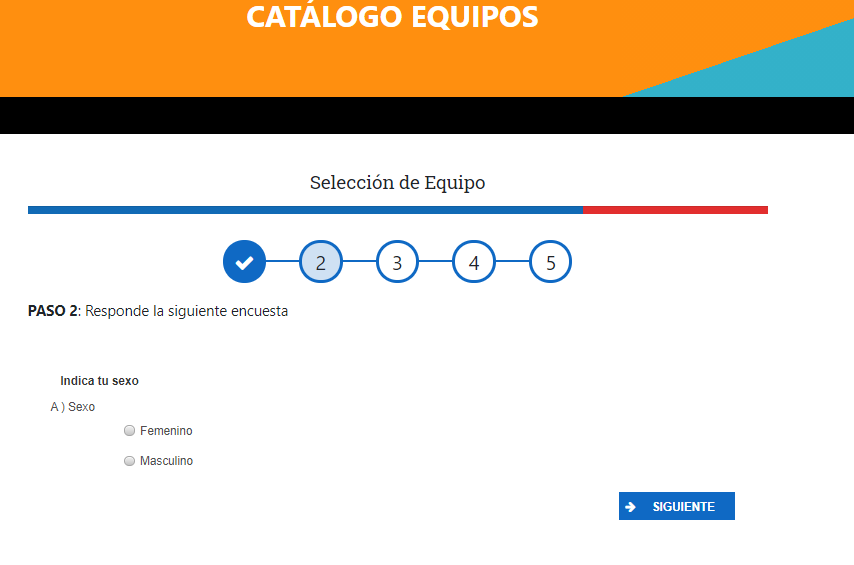 CATÁLOGO EQUIPOS
Selección de Equipo
2 3 4 5
PASO 2: Responde la siguiente encuesta
Indica tu sexo
A ) Sexo
Femenino
Masculino
SIGUIENTE